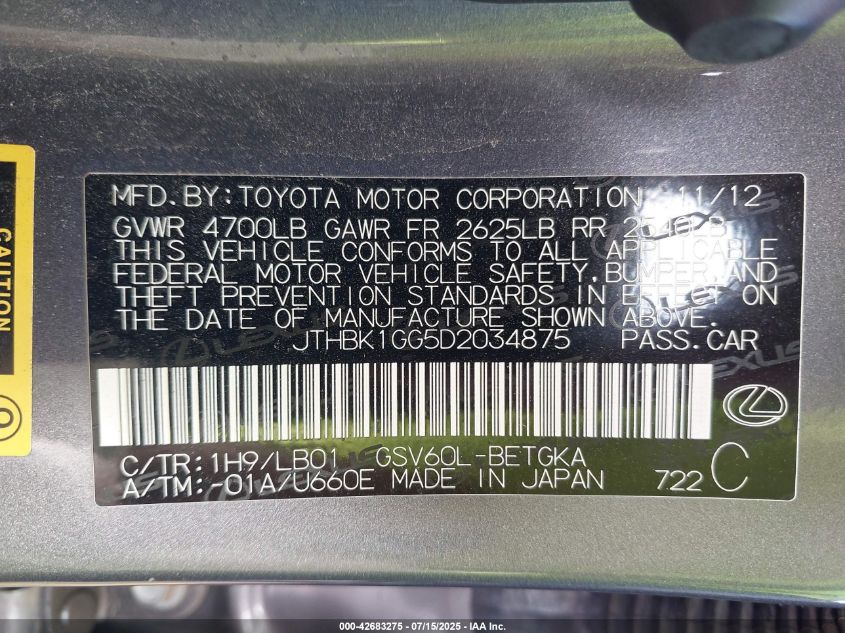 MFD.BY:TOYOTA MOTOR CORPORATION 11/12
GVWR 4700LB GAWR FR 2625LB RR 2540LB
THIS VEHICLE CONFORMS TO ALL APPLICABLE
FEDERAL MOTOR VEHICLE SAFETY,BUMPER,AND
THEFT PREVENTION STANDARDS IN EFFECT ON
THE DATE OF MANUFACTURE SHOWN ABOVE.
JTHBK1GG5D2034875 PASS.CAR
C/TR:1H9/LB01 GSV60L-BETGKA
A/TM:-01A/U660E MADE IN JAPAN 722 C
CAUTION
000-42683275 - 07/15/2025 - IAA Inc.